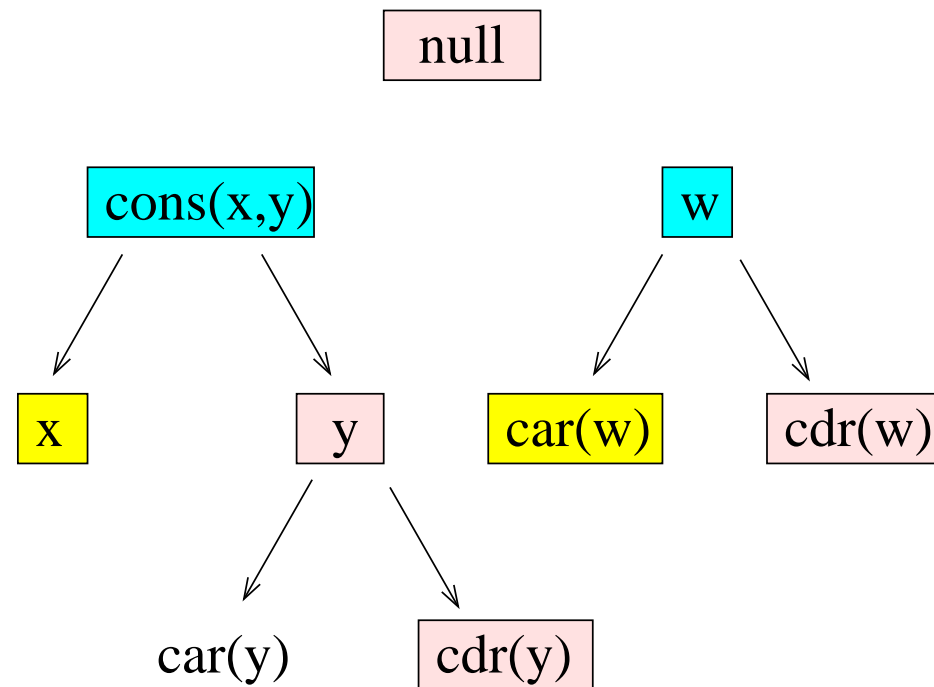 null
cons(x,y)
w
x
y
car(w)
cdr(w)
car(y)
cdr(y)